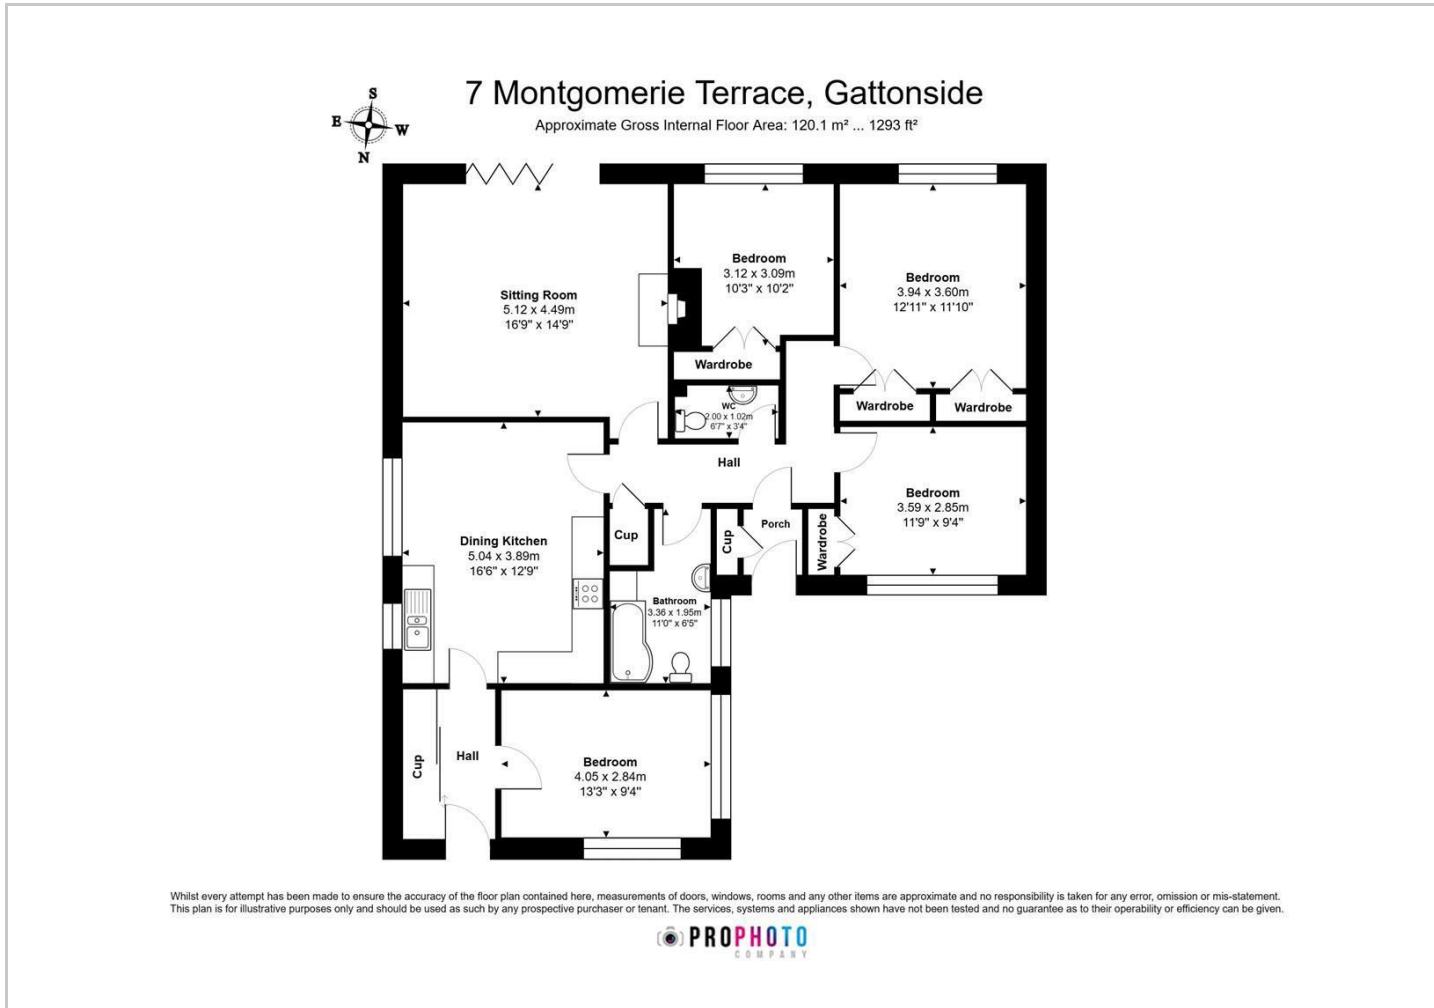 7 Montgomerie Terrace, Gattonside
Approximate Gross Internal Floor Area: 120.1 m² ... 1293 ft²
S
E
W
N
Sitting Room
5.12 x 4.49m
16'9" x 14'9"
Bedroom
3.12 x 3.09m
10'3" x 10'2"
Wardrobe
Bedroom
3.94 x 3.60m
12'11" x 11'10"
Wardrobe
Wardrobe
WC
2.00 x 1.02m
6'7" x 3'4"
Hall
Bedroom
3.59 x 2.85m
11'9" x 9'4"
Wardrobe
Porch
Cup
Cup
Dining Kitchen
5.04 x 3.89m
16'6" x 12'9"
Bathroom
3.36 x 1.95m
11'0" x 6'5"
Hall
Cup
Bedroom
4.05 x 2.84m
13'3" x 9'4"
Whilst every attempt has been made to ensure the accuracy of the floor plan contained here, measurements of doors, windows, rooms and any other items are approximate and no responsibility is taken for any error, omission or mis-statement.
This plan is for illustrative purposes only and should be used as such by any prospective purchaser or tenant. The services, systems and appliances shown have not been tested and no guarantee as to their operability or efficiency can be given.
PROPHOTO
COMPANY